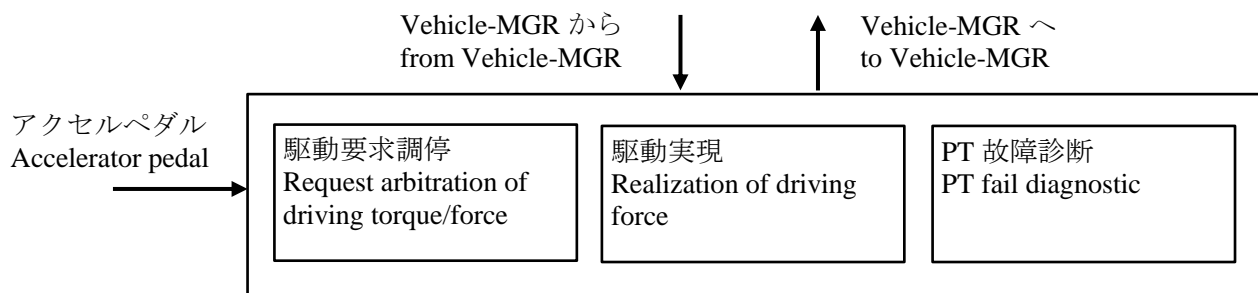 Vehicle-MGR から
from Vehicle-MGR
Vehicle-MGR へ
to Vehicle-MGR
アクセルペダル
Accelerator pedal
駆動要求調停
Request arbitration of
driving torque/force
駆動実現
Realization of driving
force
PT 故障診断
PT fail diagnostic